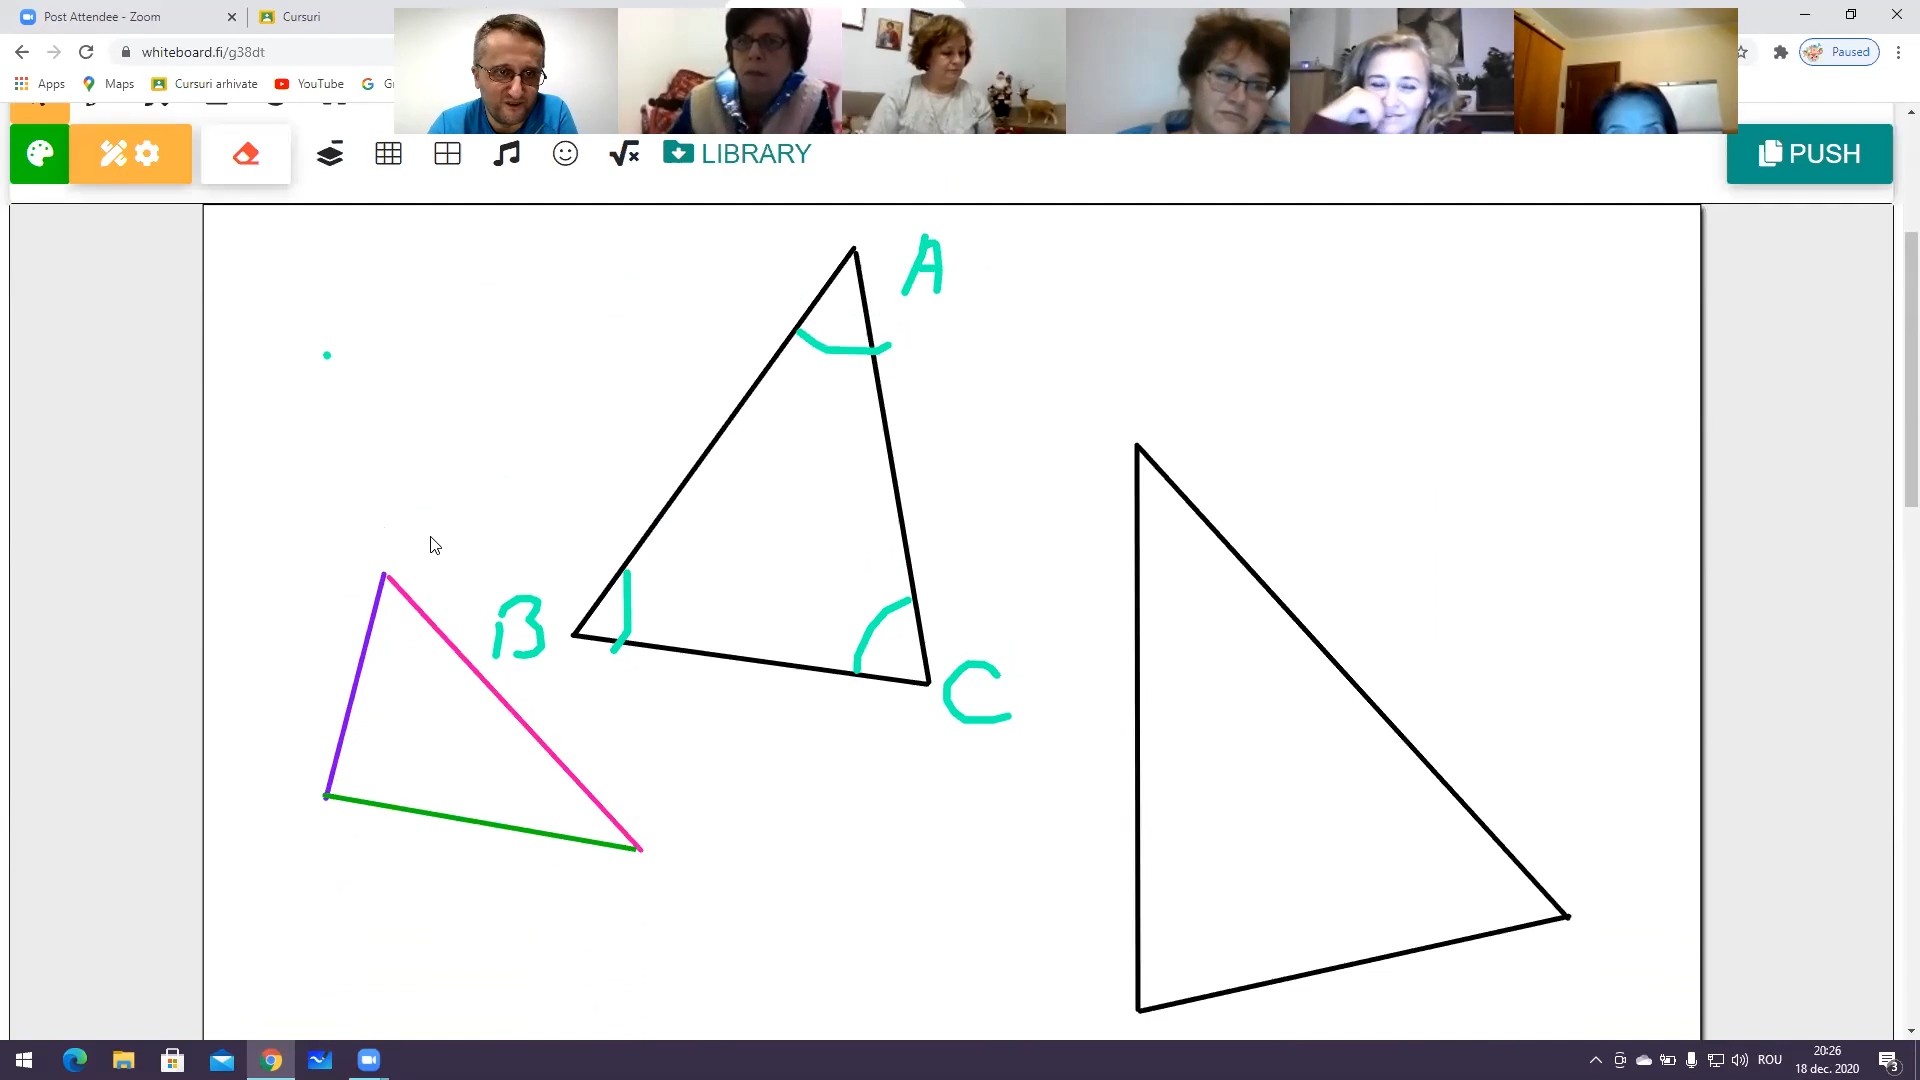 Post Attendee - Zoom
Cursuri
whiteboard.fi/g38dt
Paused
Apps
Maps
Cursuri arhivate
YouTube
G
LIBRARY
PUSH
A
B
C
ROU
20:26
18 dec. 2020
3